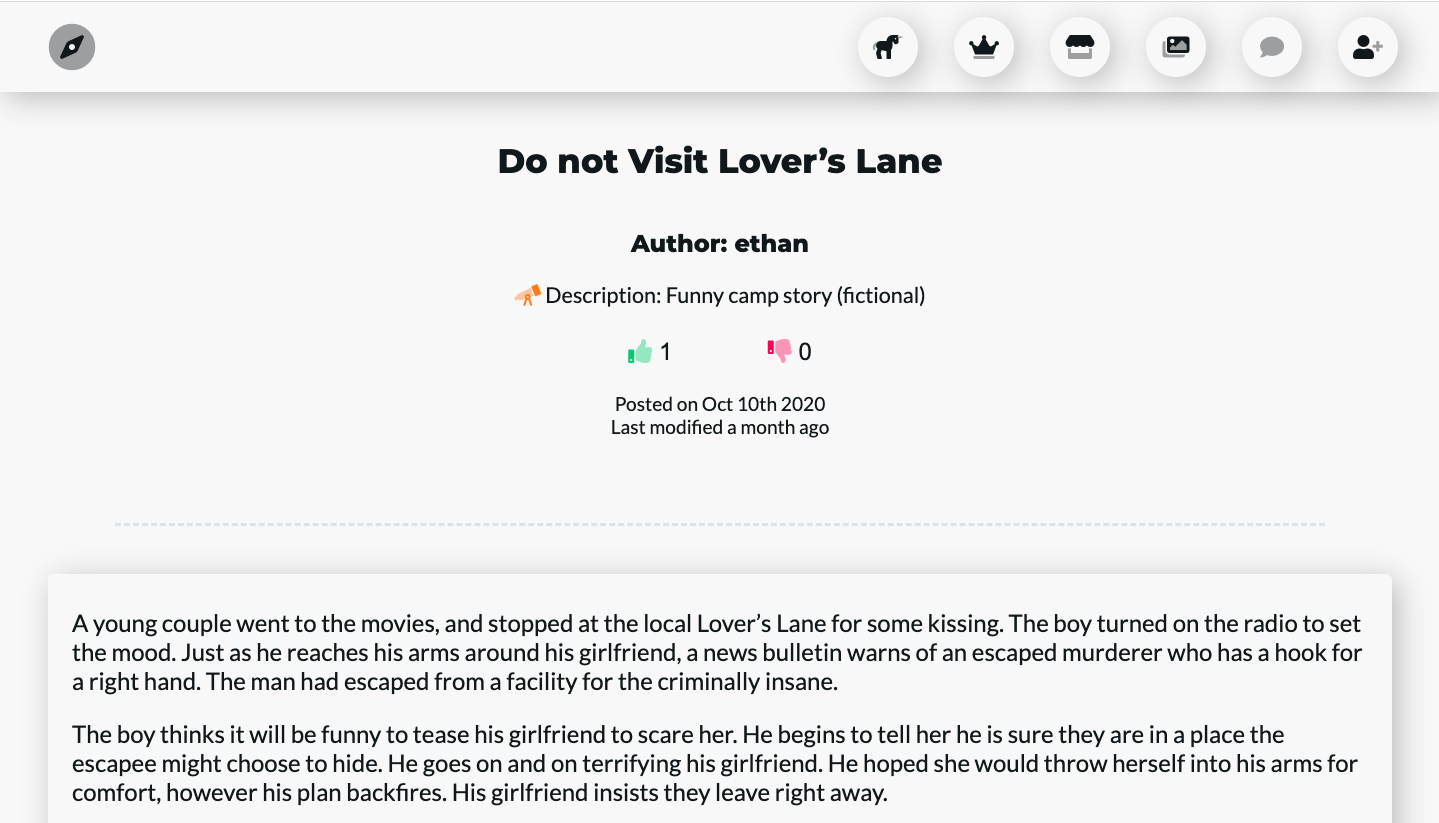 Do not Visit Lover’s Lane
Author: ethan
Description: Funny camp story (fictional)
1 0
Posted on Oct 10th 2020
Last modified a month ago
A young couple went to the movies, and stopped at the local Lover’s Lane for some kissing. The boy turned on the radio to set
the mood. Just as he reaches his arms around his girlfriend, a news bulletin warns of an escaped murderer who has a hook for
a right hand. The man had escaped from a facility for the criminally insane.
The boy thinks it will be funny to tease his girlfriend to scare her. He begins to tell her he is sure they are in a place the
escapee might choose to hide. He goes on and on terrifying his girlfriend. He hoped she would throw herself into his arms for
comfort, however his plan backfires. His girlfriend insists they leave right away.